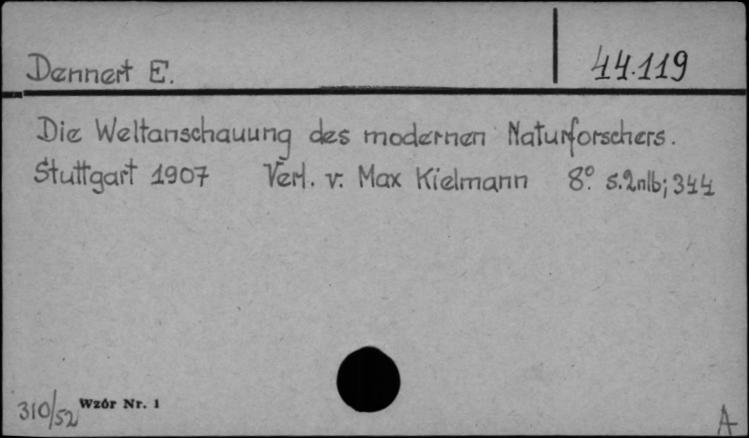 Dennert E. 44.119
Die Weltanschauung des modernen Naturforschers.
Stuttgart 1907 Verl. v. Max Kielmann 8° s. 2nlb; 344
310/52 Wzór Nr. 1
A